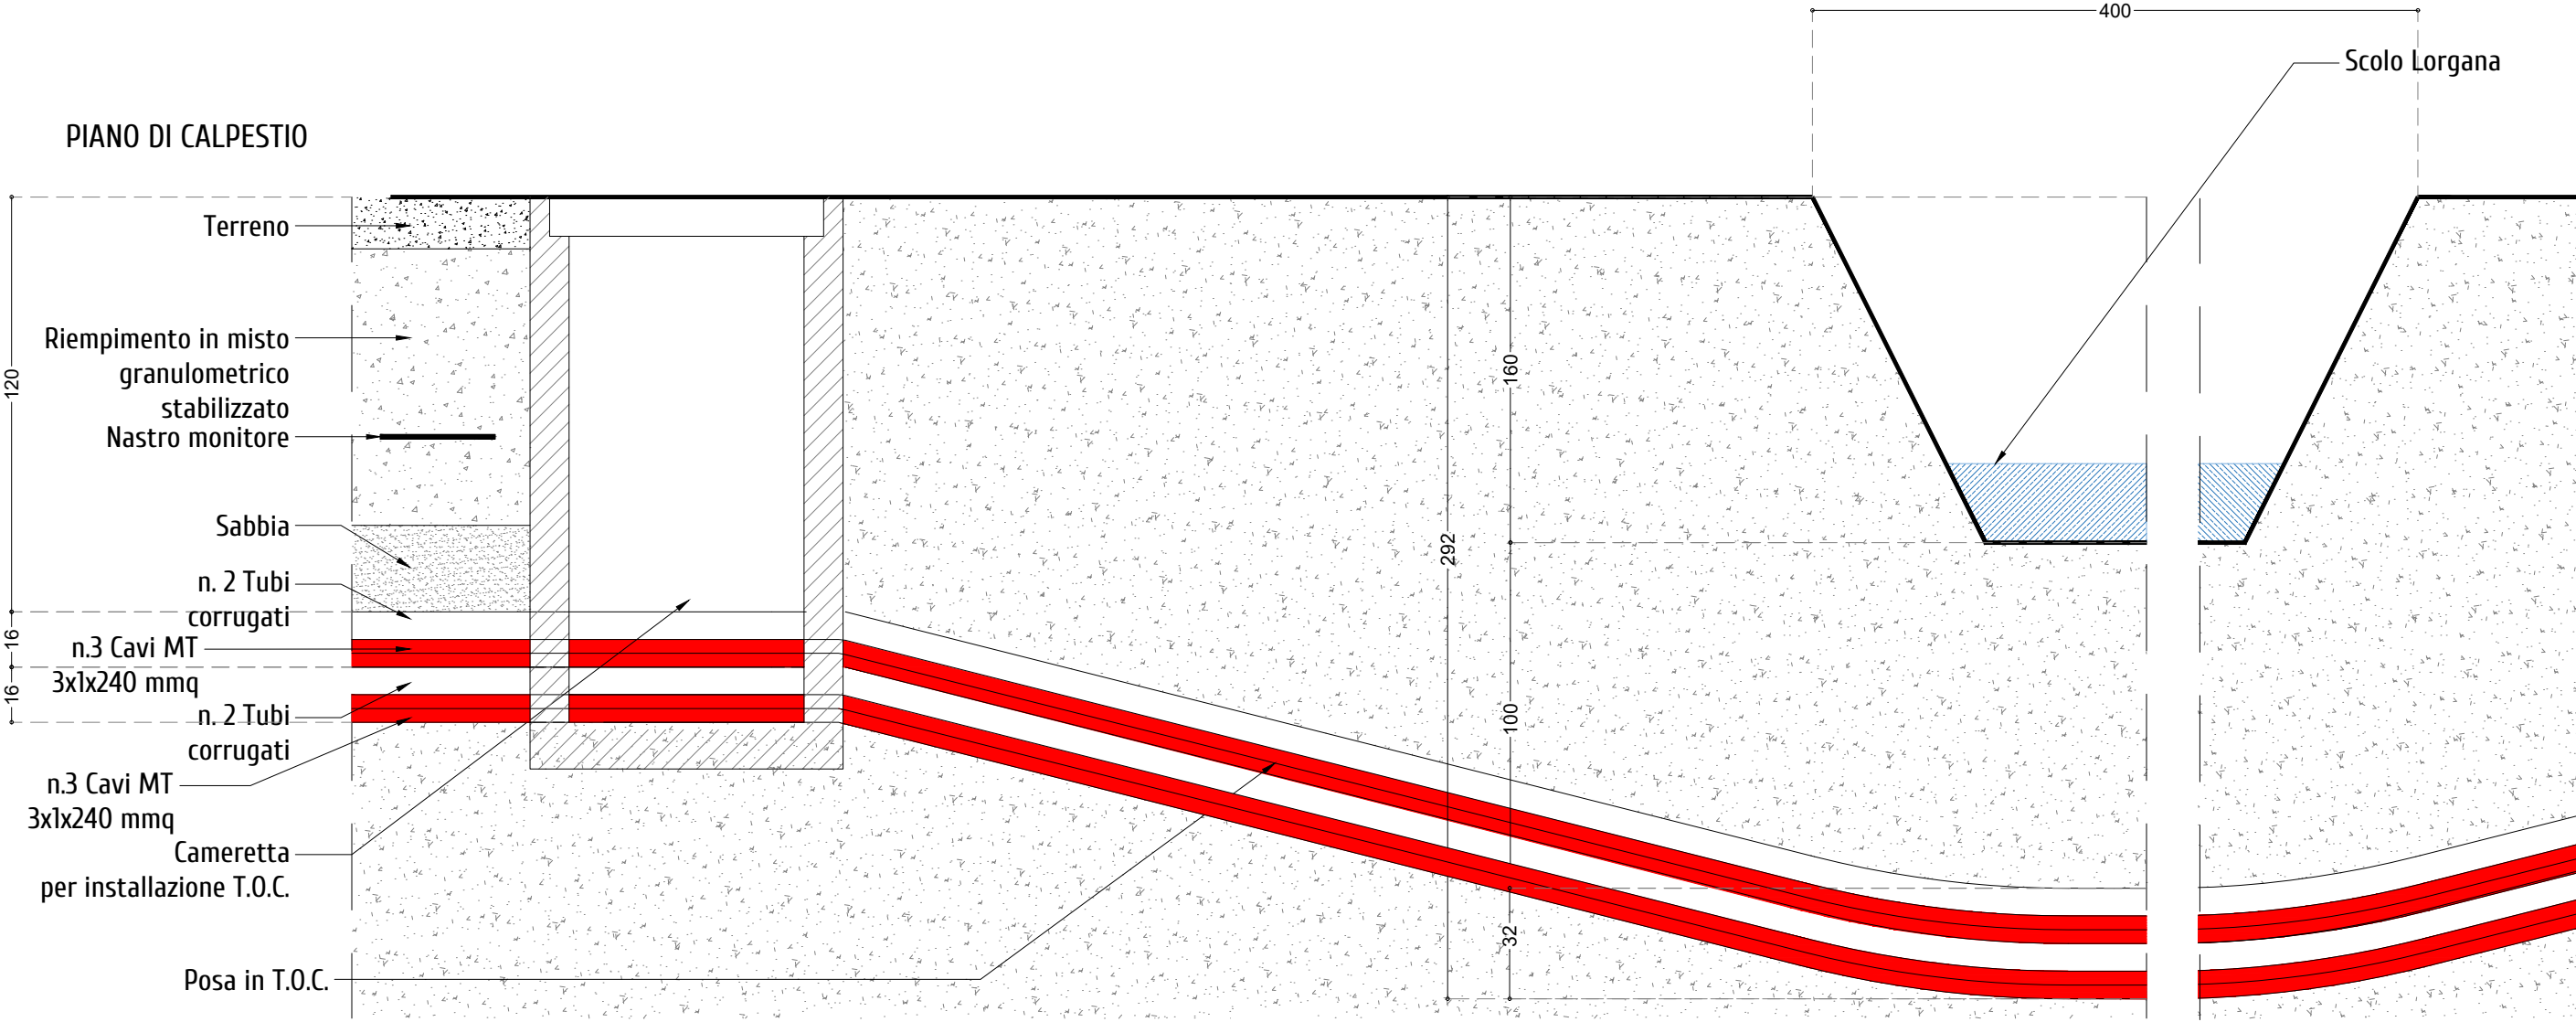 400
Scolo Lorgana
PIANO DI CALPESTIO
Terreno
Riempimento in misto
granulometrico
stabilizzato
Nastro monitore
Sabbia
n. 2 Tubi
corrugati
n.3 Cavi MT
3x1x240 mmq
n. 2 Tubi
corrugati
n.3 Cavi MT
3x1x240 mmq
Cameretta
per installazione T.O.C.
Posa in T.O.C.
120
16
16
292
160
100
32